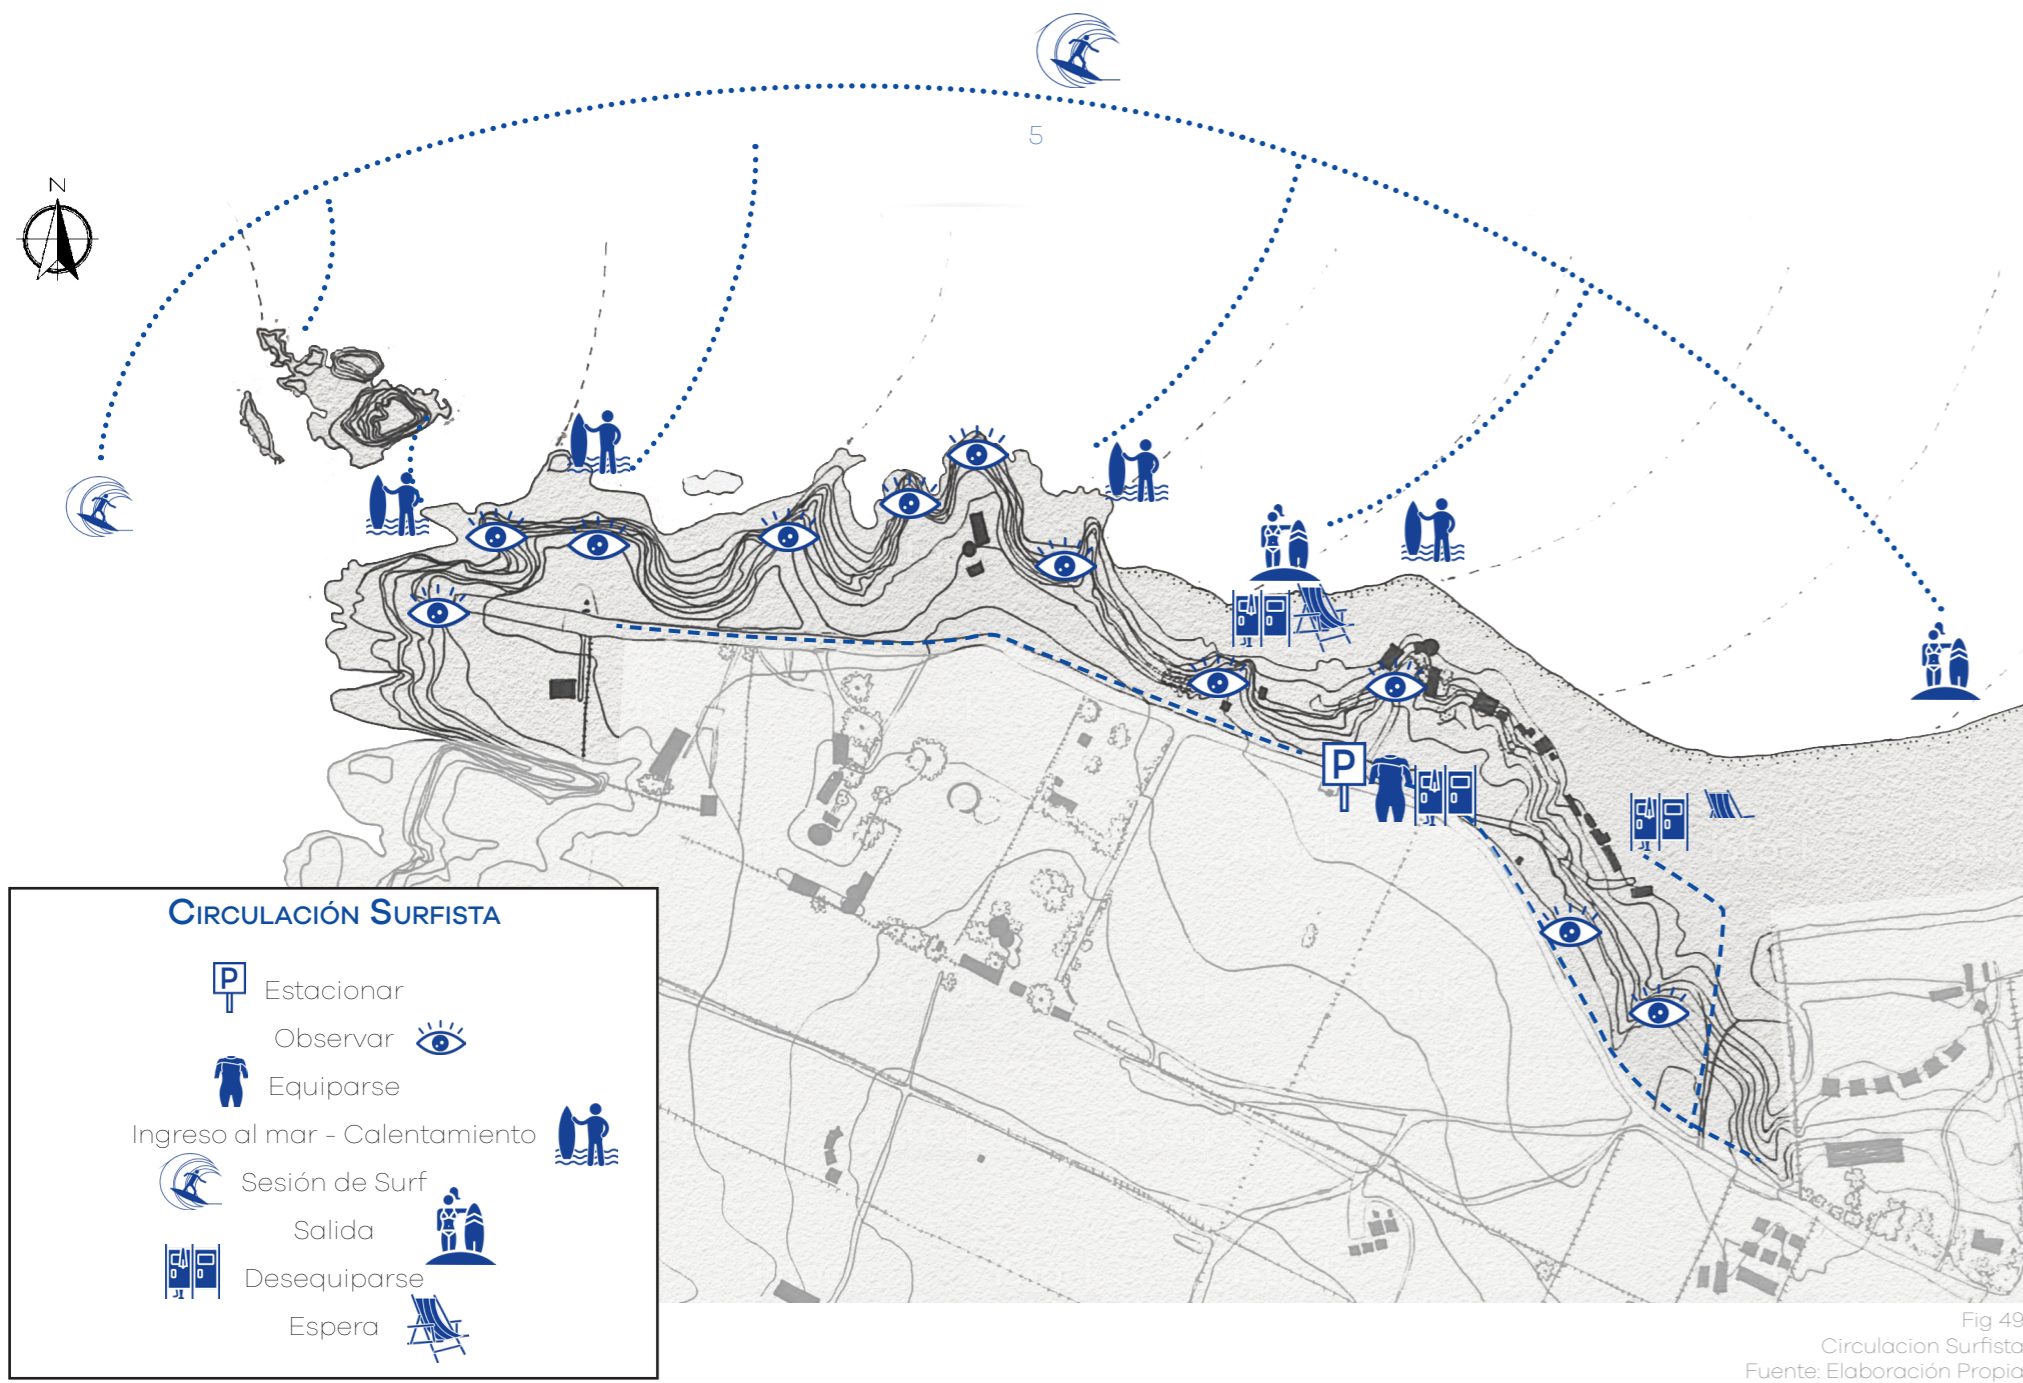 5
N
P
CIRCULACIÓN SURFISTA
P Estacionar
Observar
Equiparse
Ingreso al mar - Calentamiento
Sesión de Surf
Salida
Desequiparse
Espera
Fig 49
Circulacion Surfista
Fuente: Elaboración Propia